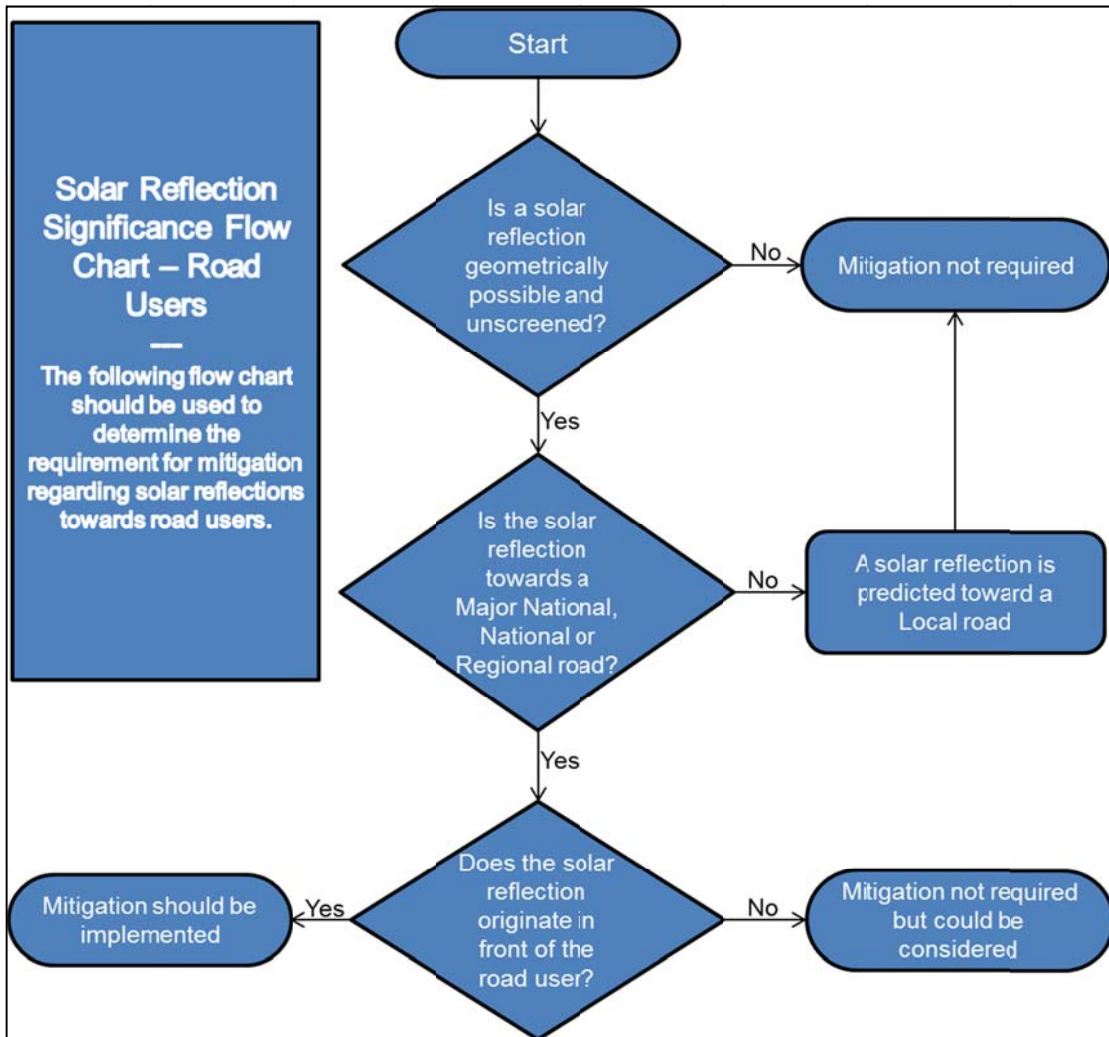 Solar Reflection
Significance Flow
Chart – Road
Users
---
The following flow chart
should be used to
determine the
requirement for mitigation
regarding solar reflections
towards road users.
Start
Is a solar
reflection
geometrically
possible and
unscreened?
No
Mitigation not required
Yes
Is the solar
reflection
towards a
Major National,
National or
Regional road?
No
A solar reflection is
predicted toward a
Local road
Yes
Does the solar
reflection
originate in
front of the
road user?
Yes
Mitigation should be
implemented
No
Mitigation not required
but could be
considered